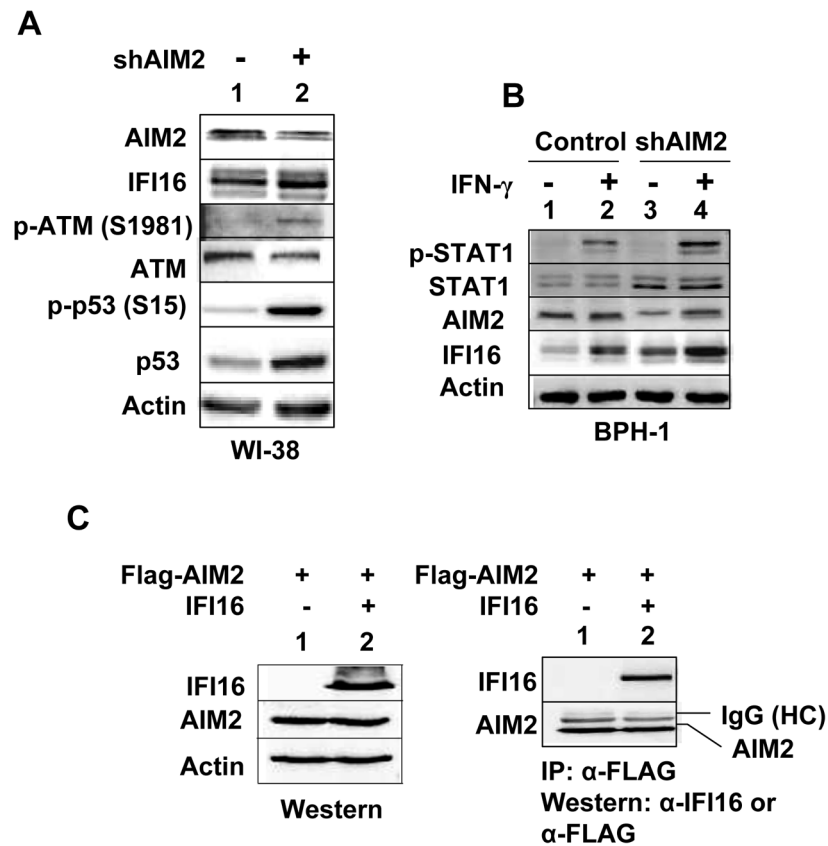 A
shAIM2 - +
1 2
AIM2
IFI16
p-ATM (S1981)
ATM
p-p53 (S15)
p53
Actin
WI-38
B
Control shAIM2
IFN-γ - + - +
1 2 3 4
p-STAT1
STAT1
AIM2
IFI16
Actin
BPH-1
C
Flag-AIM2 + +
IFI16 - +
1 2
IFI16
AIM2
Actin
Western
Flag-AIM2 + +
IFI16 - +
1 2
IFI16
AIM2
IgG (HC)
AIM2
IP: α-FLAG
Western: α-IFI16 or
α-FLAG